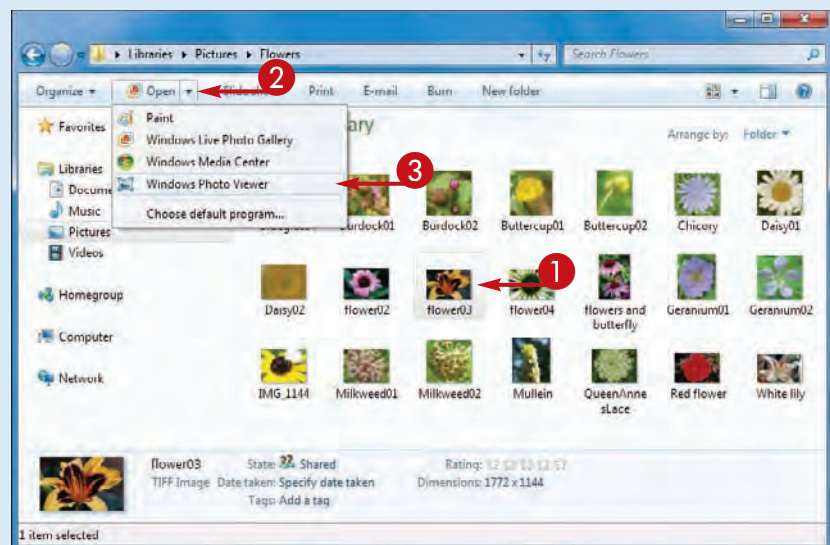 Libraries ▸ Pictures ▸ Flowers
Search Flowers
Organize
Open
2
Print
E-mail
Burn
New folder
Paint
Windows Live Photo Gallery
Windows Media Center
Windows Photo Viewer
3
Choose default program...
Favorites
Libraries
Music
Pictures
Videos
Homegroup
Computer
Network
Arrange by: Folder
Burdock02 Buttercup01 Buttercup02 Chicory Daisy01
1
Daisy02 flower02 flower03 flower04 flowers and butterfly Geranium01 Geranium02
IMG_1144 Milkweed01 Milkweed02 Mullein QueenAnnesLace Red flower White lily
flower03 State: Shared Rating:
TIFF Image Date taken: Specify date taken Dimensions: 1772 x 1144
Tags: Add a tag
1 item selected